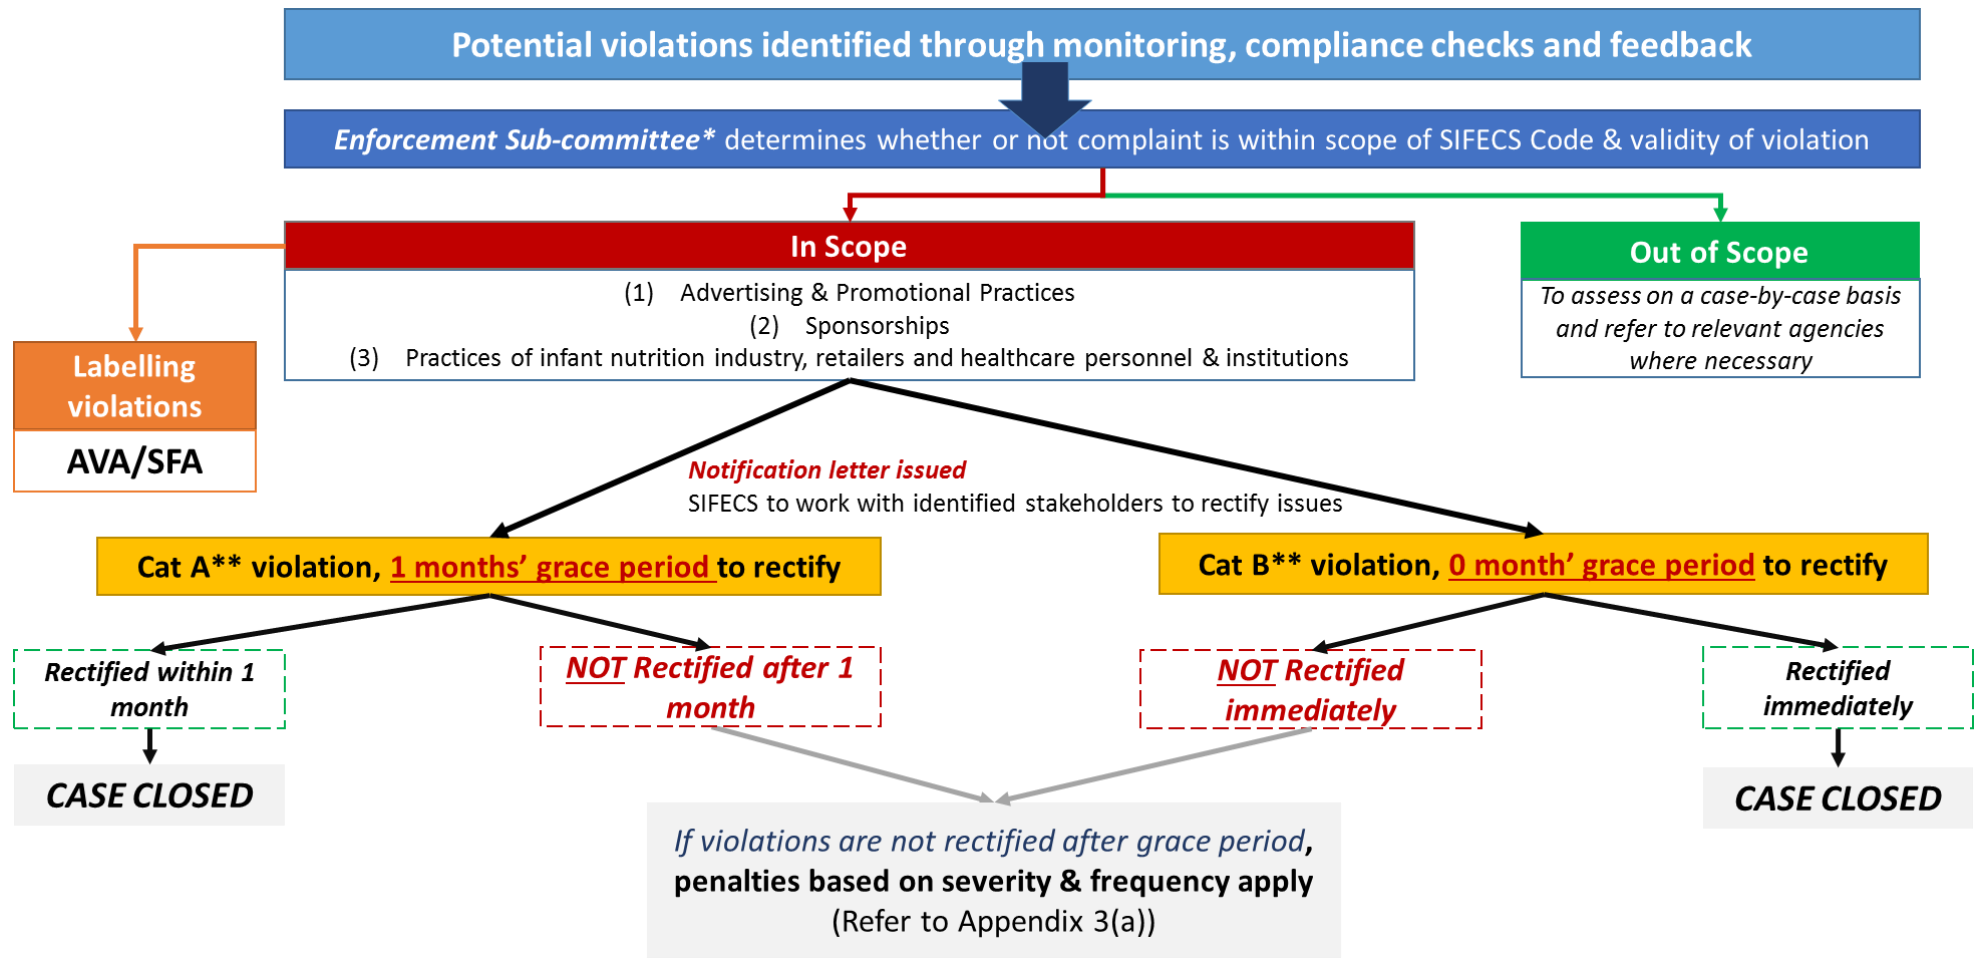 Potential violations identified through monitoring, compliance checks and feedback
Enforcement Sub-committee* determines whether or not complaint is within scope of SIFECS Code & validity of violation
In Scope
(1) Advertising & Promotional Practices
(2) Sponsorships
(3) Practices of infant nutrition industry, retailers and healthcare personnel & institutions
Out of Scope
To assess on a case-by-case basis
and refer to relevant agencies
where necessary
Labelling
violations
AVA/SFA
Notification letter issued
SIFECS to work with identified stakeholders to rectify issues
Cat A** violation, 1 months’ grace period to rectify
Cat B** violation, 0 month’ grace period to rectify
Rectified within 1
month
NOT Rectified after 1
month
NOT Rectified
immediately
Rectified
immediately
CASE CLOSED
CASE CLOSED
If violations are not rectified after grace period,
penalties based on severity & frequency apply
(Refer to Appendix 3(a))